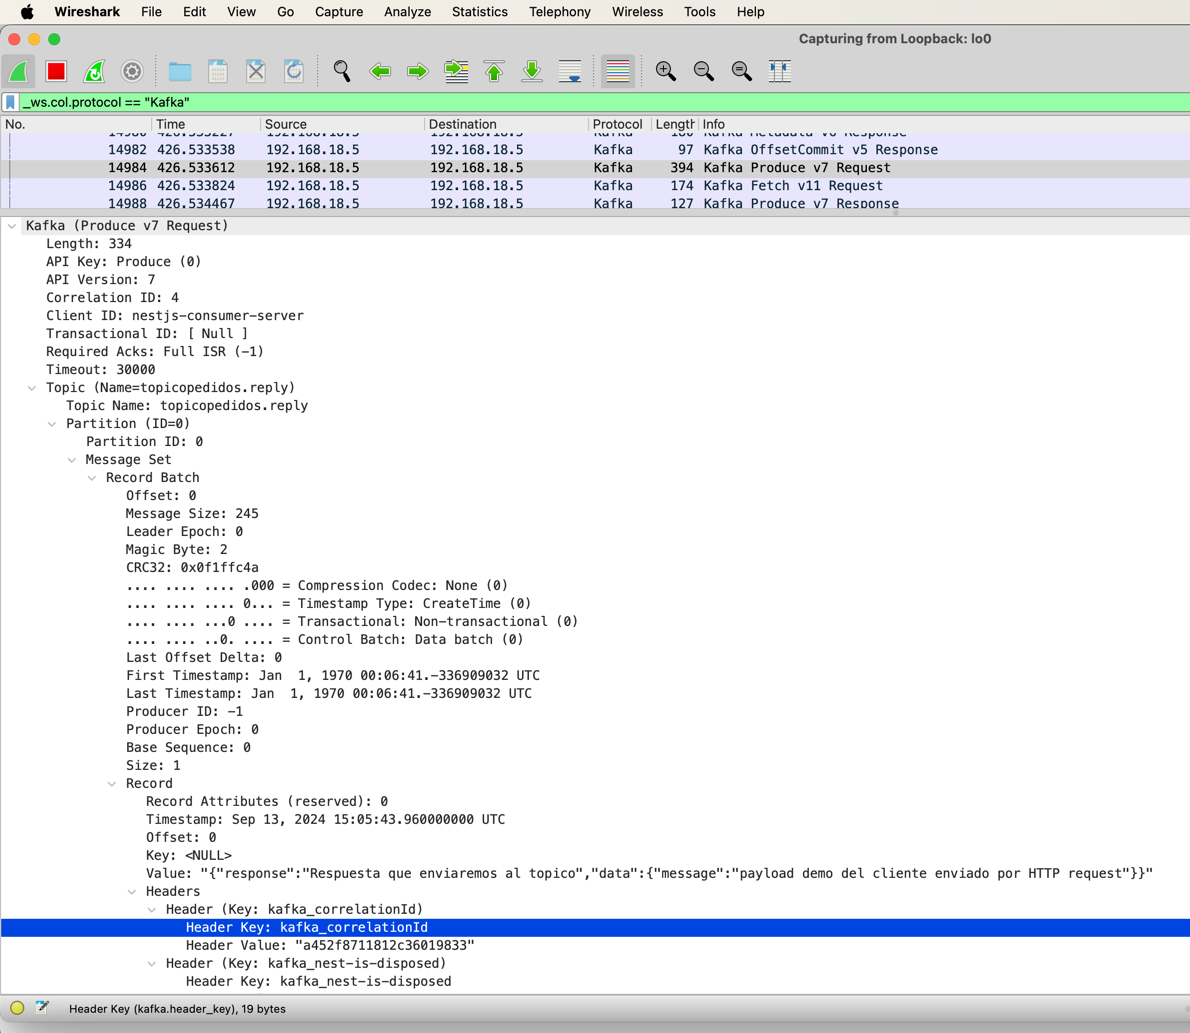 Wireshark File Edit View Go Capture Analyze Statistics Telephony Wireless Tools Help
Capturing from Loopback: lo0
_ws.col.protocol == "Kafka"
No. Time Source Destination Protocol Length Info
14982 426.533538 192.168.18.5 192.168.18.5 Kafka 97 Kafka OffsetCommit v5 Response
14984 426.533612 192.168.18.5 192.168.18.5 Kafka 394 Kafka Produce v7 Request
14986 426.533824 192.168.18.5 192.168.18.5 Kafka 174 Kafka Fetch v11 Request
14988 426.534467 192.168.18.5 192.168.18.5 Kafka 127 Kafka Produce v7 Response
Kafka (Produce v7 Request)
Length: 334
API Key: Produce (0)
API Version: 7
Correlation ID: 4
Client ID: nestjs-consumer-server
Transactional ID: [ Null ]
Required Acks: Full ISR (-1)
Timeout: 30000
Topic (Name=topicopedidos.reply)
Topic Name: topicopedidos.reply
Partition (ID=0)
Partition ID: 0
Message Set
Record Batch
Offset: 0
Message Size: 245
Leader Epoch: 0
Magic Byte: 2
CRC32: 0x0f1ffc4a
.... .... .... .000 = Compression Codec: None (0)
.... .... .... 0... = Timestamp Type: CreateTime (0)
.... .... ...0 .... = Transactional: Non-transactional (0)
.... .... ..0. .... = Control Batch: Data batch (0)
Last Offset Delta: 0
First Timestamp: Jan  1, 1970 00:06:41.-336909032 UTC
Last Timestamp: Jan  1, 1970 00:06:41.-336909032 UTC
Producer ID: -1
Producer Epoch: 0
Base Sequence: 0
Size: 1
Record
Record Attributes (reserved): 0
Timestamp: Sep 13, 2024 15:05:43.960000000 UTC
Offset: 0
Key: <NULL>
Value: "{"response":"Respuesta que enviaremos al topico","data":{"message":"payload demo del cliente enviado por HTTP request"}}"
Headers
Header (Key: kafka_correlationId)
Header Key: kafka_correlationId
Header Value: "a452f8711812c36019833"
Header (Key: kafka_nest-is-disposed)
Header Key: kafka_nest-is-disposed
Header Key (kafka.header_key), 19 bytes